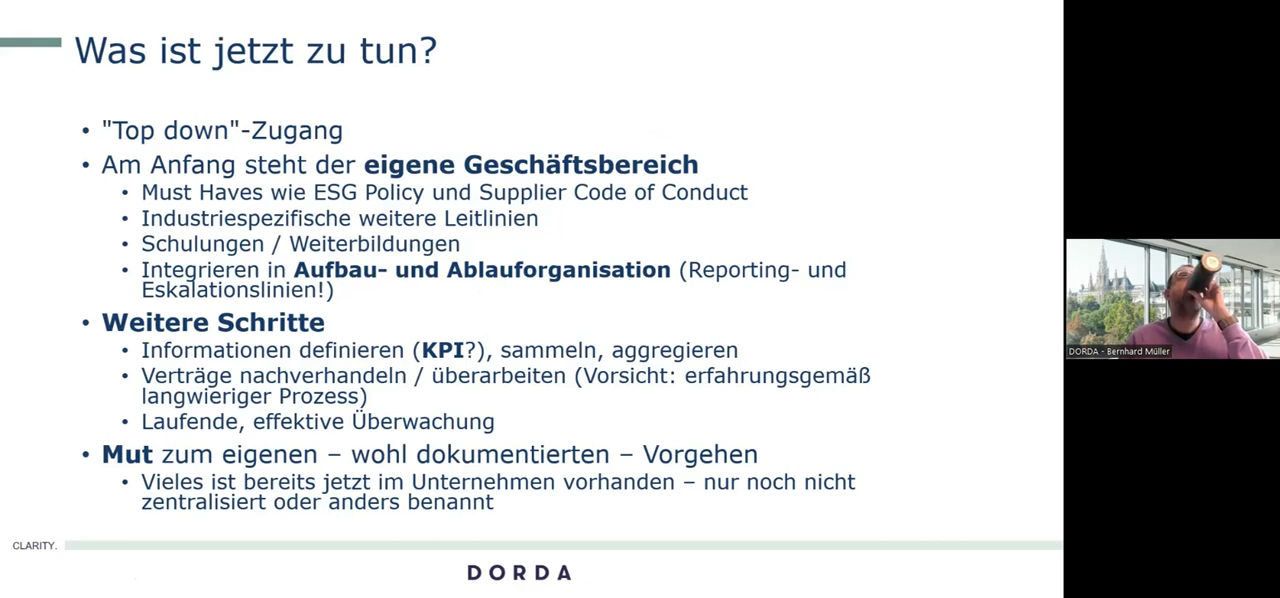 Was ist jetzt zu tun?
• "Top down"-Zugang
• Am Anfang steht der eigene Geschäftsbereich
• Must Haves wie ESG Policy und Supplier Code of Conduct
• Industriespezifische weitere Leitlinien
• Schulungen / Weiterbildungen
• Integrieren in Aufbau- und Ablauforganisation (Reporting- und
Eskalationslinien!)
• Weitere Schritte
• Informationen definieren (KPI?), sammeln, aggregieren
• Verträge nachverhandeln / überarbeiten (Vorsicht: erfahrungsgemäß
langwieriger Prozess)
• Laufende, effektive Überwachung
• Mut zum eigenen – wohl dokumentierten – Vorgehen
• Vieles ist bereits jetzt im Unternehmen vorhanden – nur noch nicht
zentralisiert oder anders benannt
CLARITY.
DORDA
DORDA - Bernhard Müller